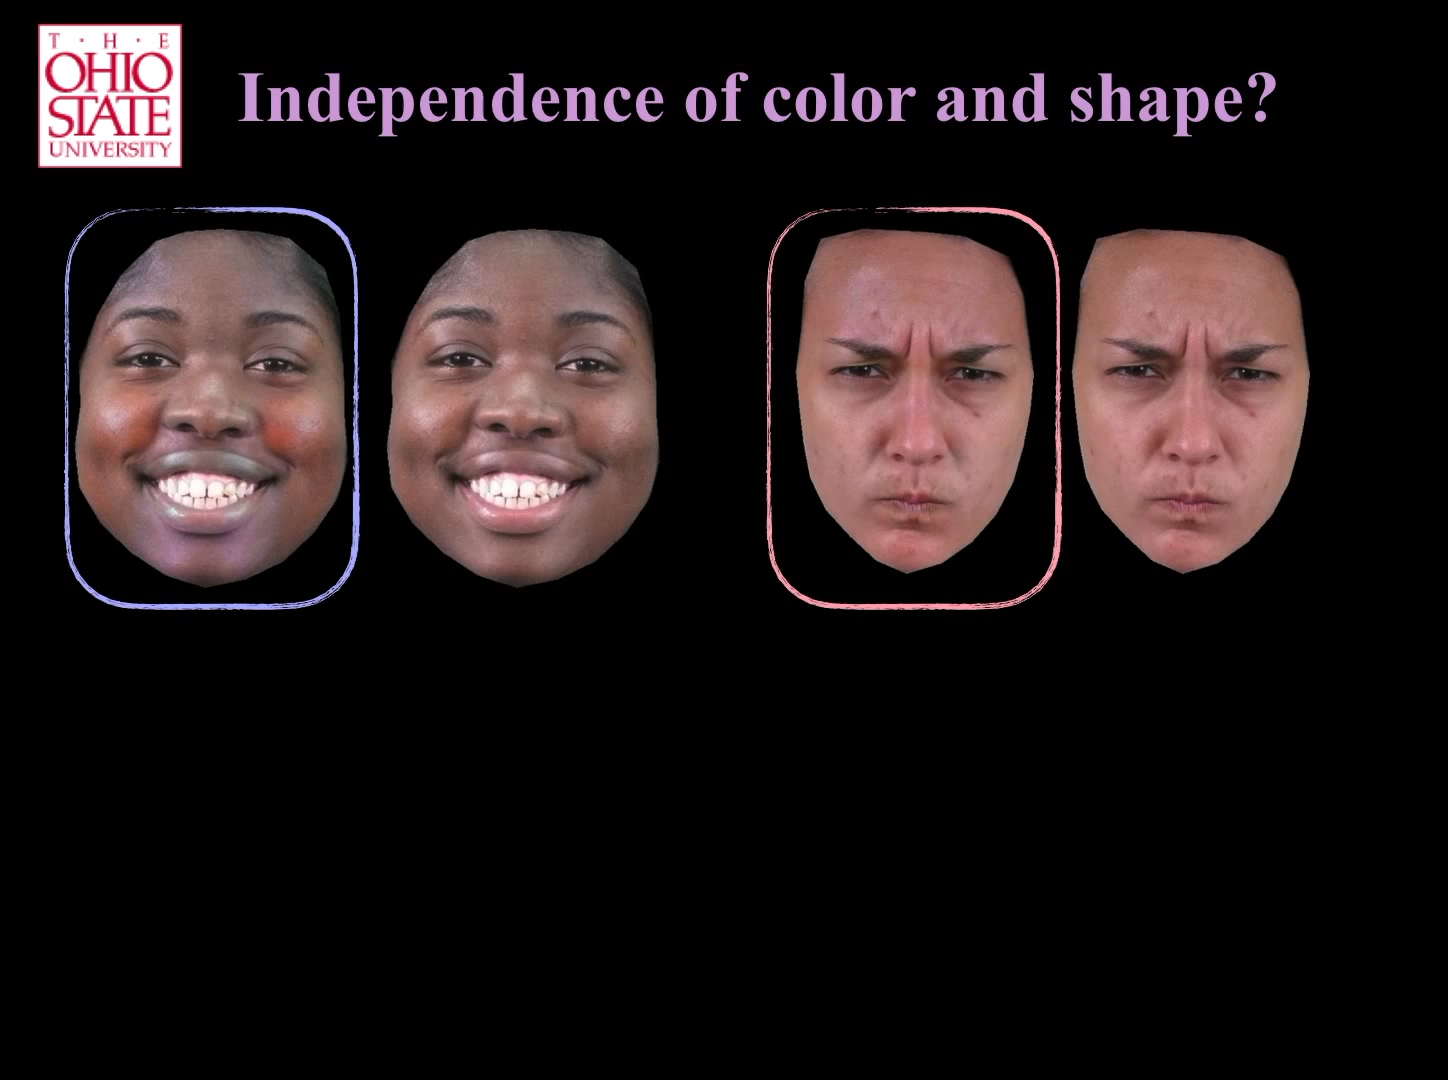 T · H · E
OHIO
STATE
UNIVERSITY
Independence of color and shape?